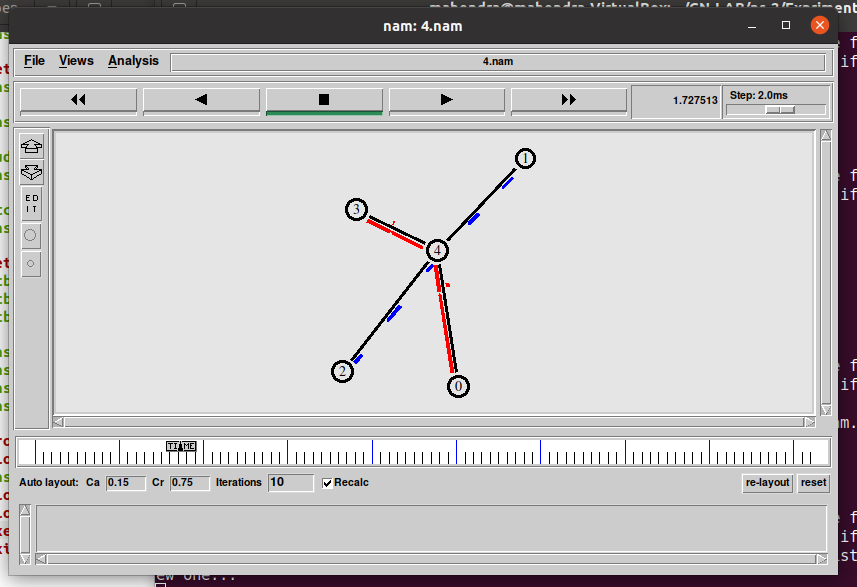 nam: 4.nam
File Views Analysis 4.nam
1.727513 Step: 2.0ms
E D
I T
1
3
4
2
0
TIME
Auto layout: Ca 0.15 Cr 0.75 Iterations 10 Recalc re-layout reset
ew one...